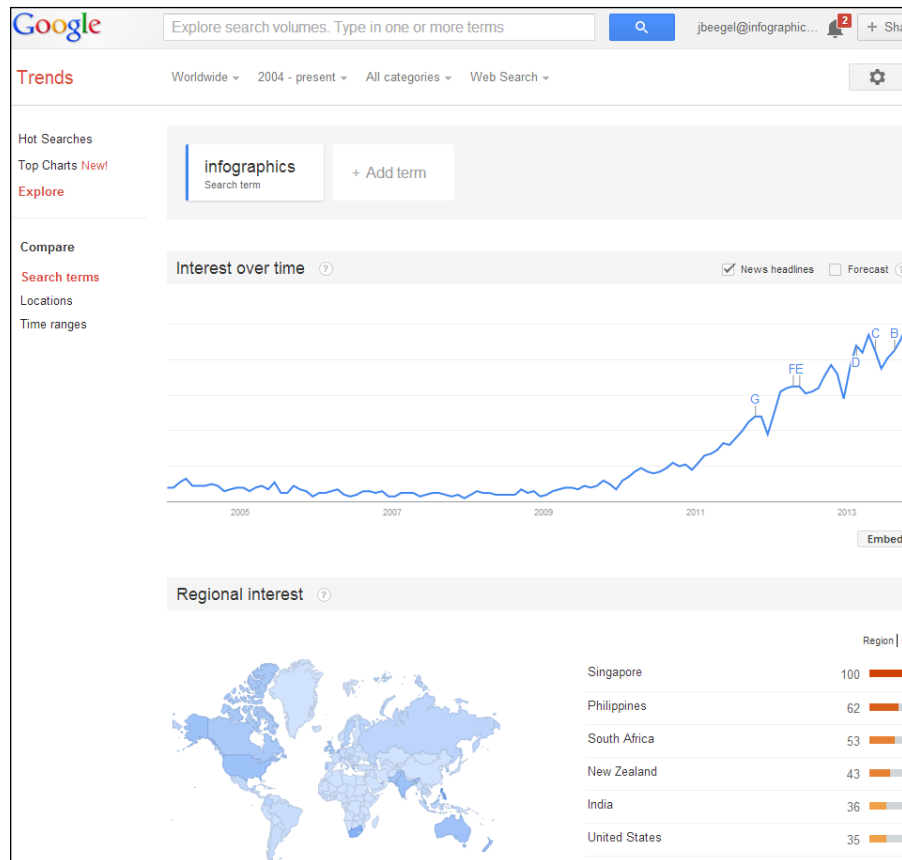 Google Explore search volumes. Type in one or more terms jbeegel@infographic... 2 + Sha
Trends Worldwide 2004 - present All categories Web Search
Hot Searches
Top Charts New!
Explore
infographics
Search term
+ Add term
Compare
Search terms
Locations
Time ranges
Interest over time ? News headlines Forecast ?
C B
D
FE
G
2005 2007 2009 2011 2013
Embed
Regional interest ?
Region
Singapore 100
Philippines 62
South Africa 53
New Zealand 43
India 36
United States 35